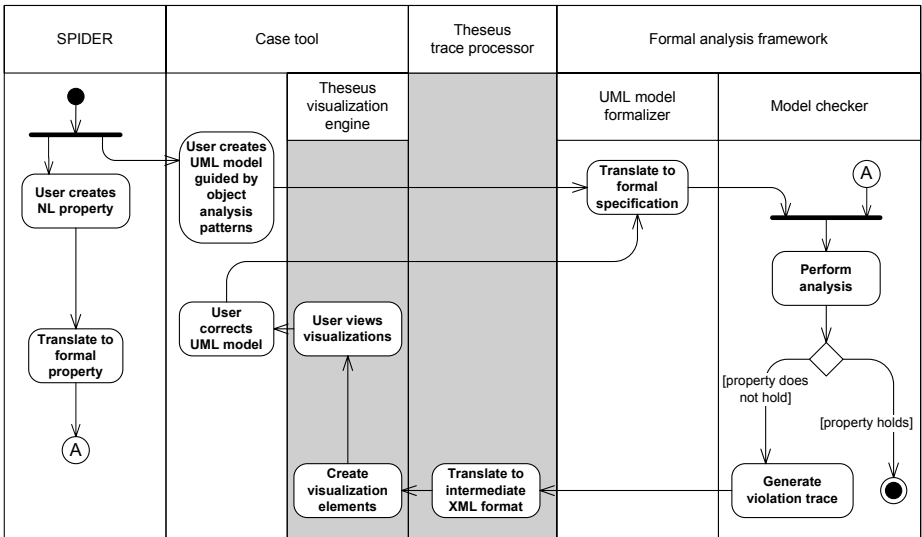 SPIDER
Case tool
Theseus
trace processor
Formal analysis framework
Theseus
visualization
engine
UML model
formalizer
Model checker
User creates
NL property
User creates
UML model
guided by
object
analysis
patterns
Translate to
formal
specification
A
Perform
analysis
User
corrects
UML model
User views
visualizations
Translate to
formal
property
[property does
not hold]
[property holds]
A
Create
visualization
elements
Translate to
intermediate
XML format
Generate
violation trace